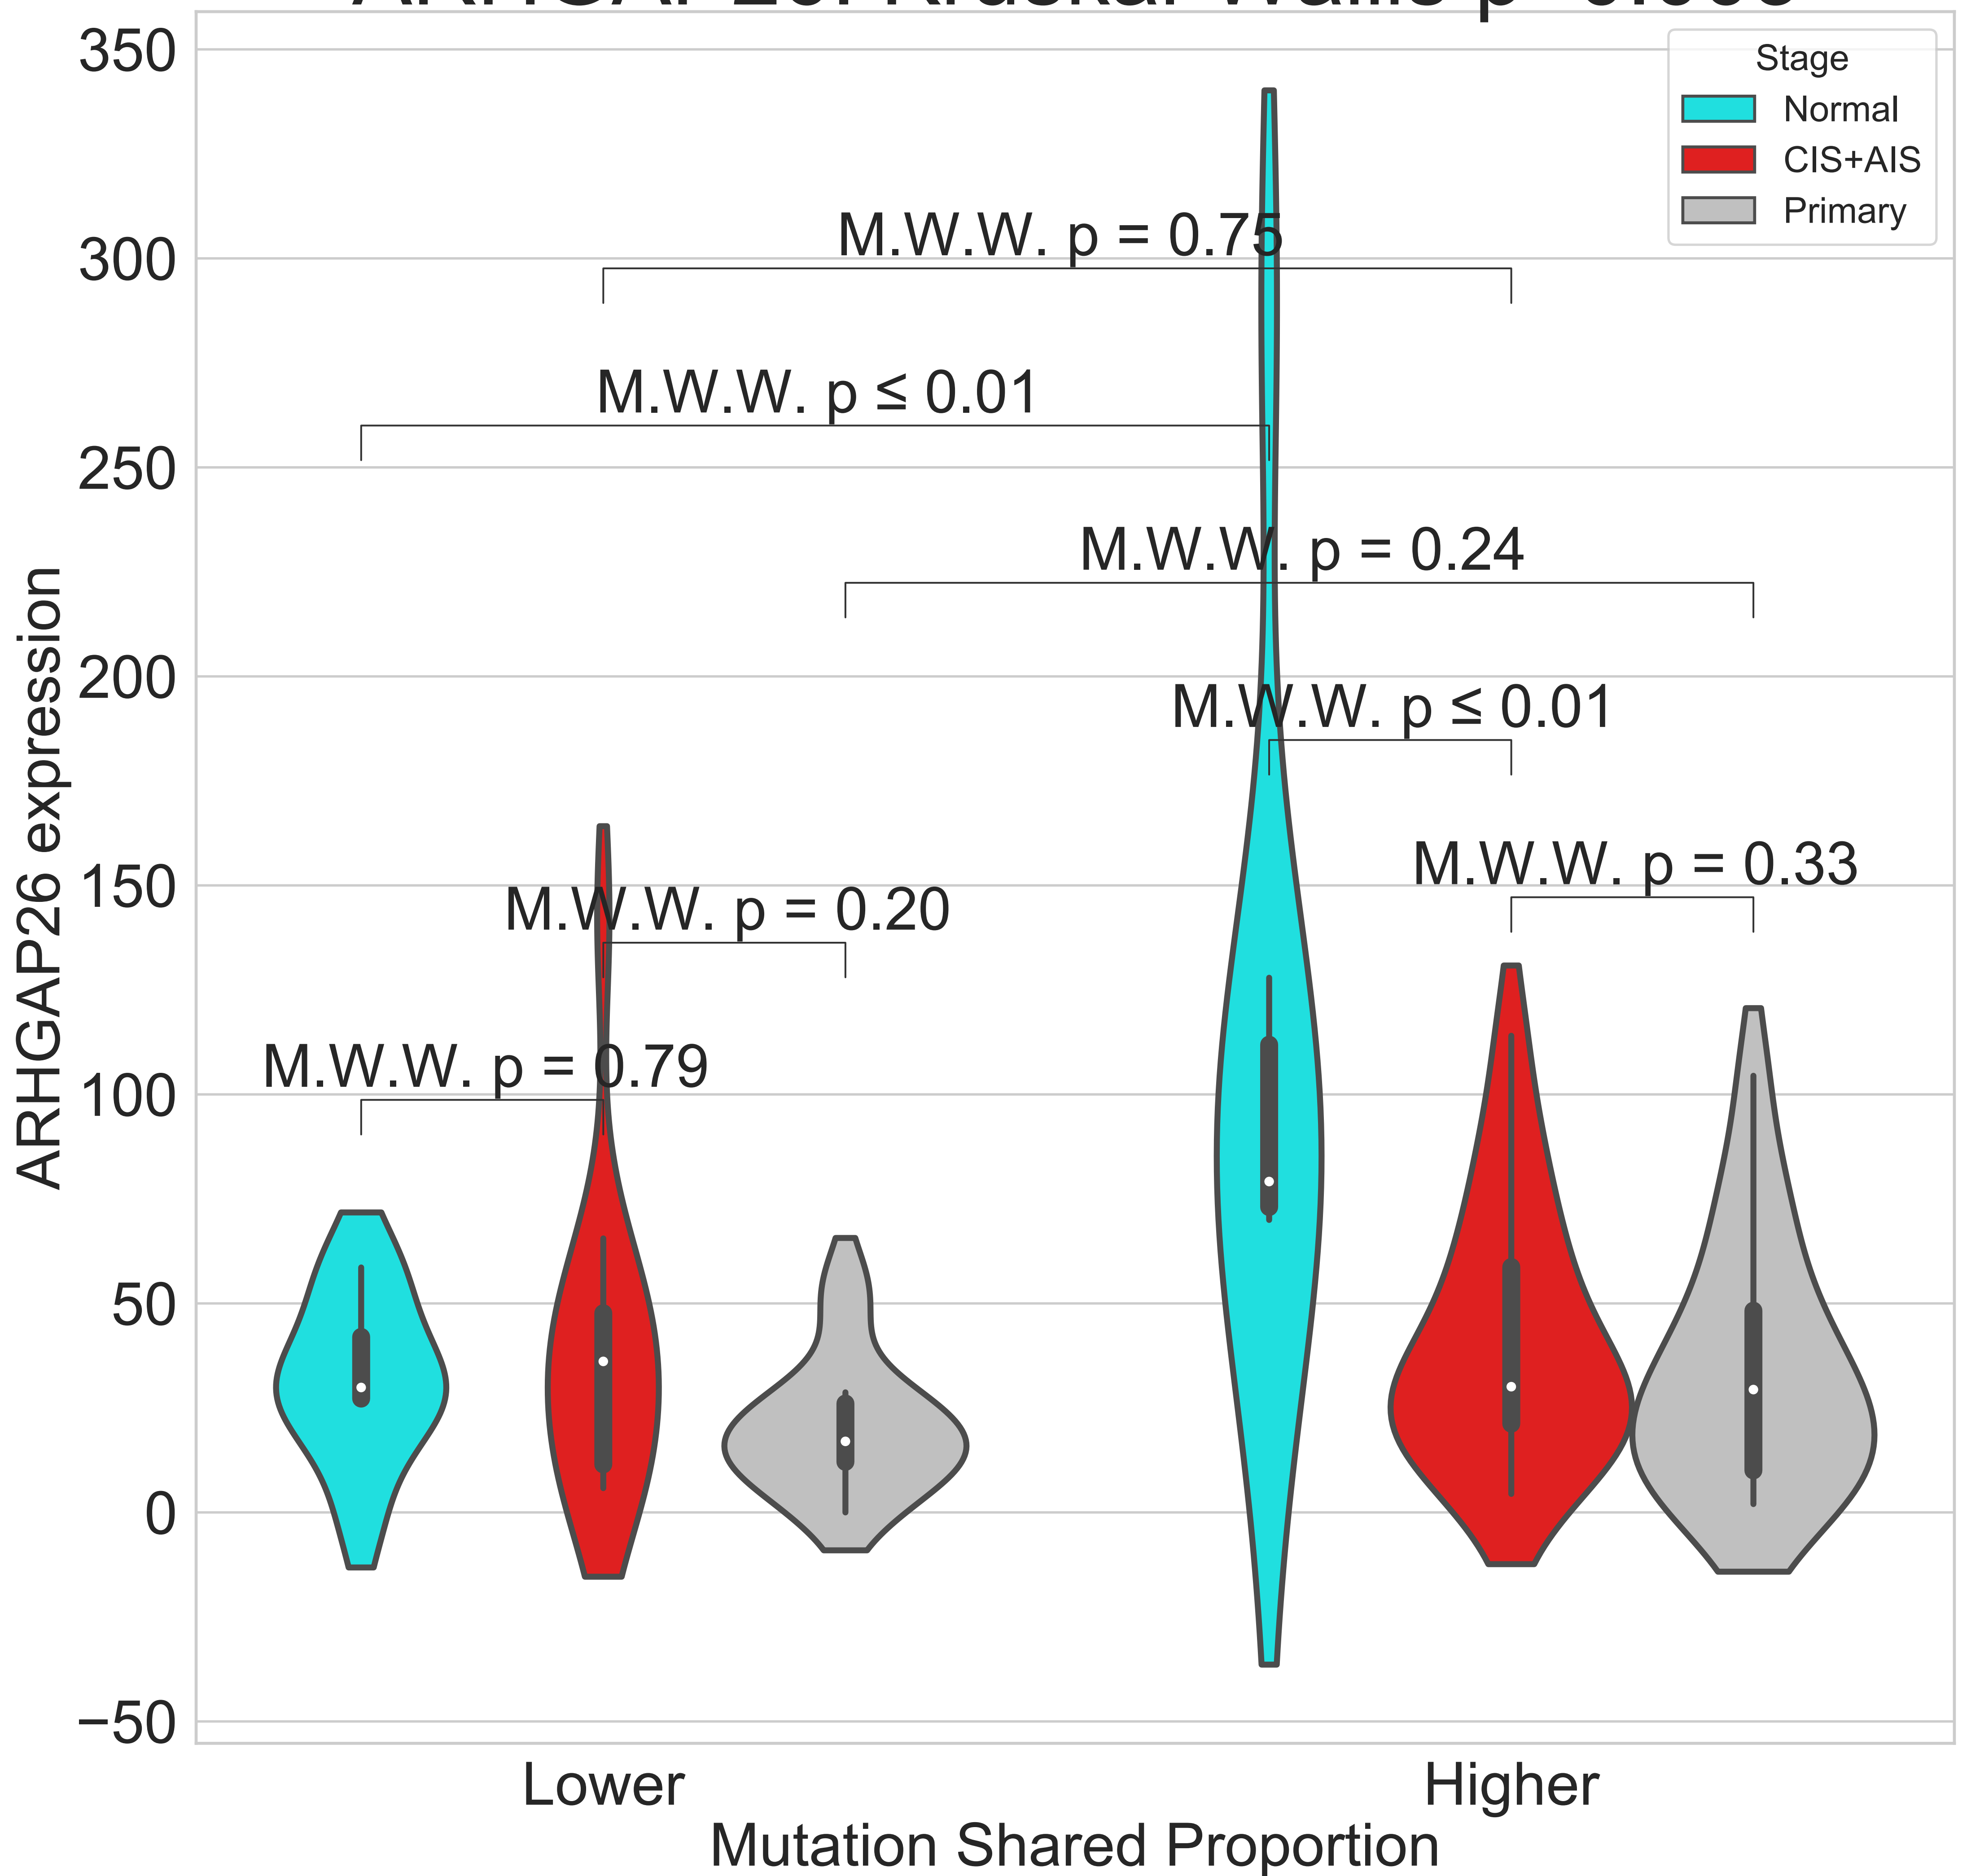 350
Stage
Normal
CIS+AIS
Primary
M.W.W. p = 0.75
300
M.W.W. p ≤ 0.01
250
M.W.W. p = 0.24
200
M.W.W. p ≤ 0.01
ARHGAP26 expression
150
M.W.W. p = 0.33
M.W.W. p = 0.20
100
M.W.W. p = 0.79
50
0
−50
Lower
Higher
Mutation Shared Proportion